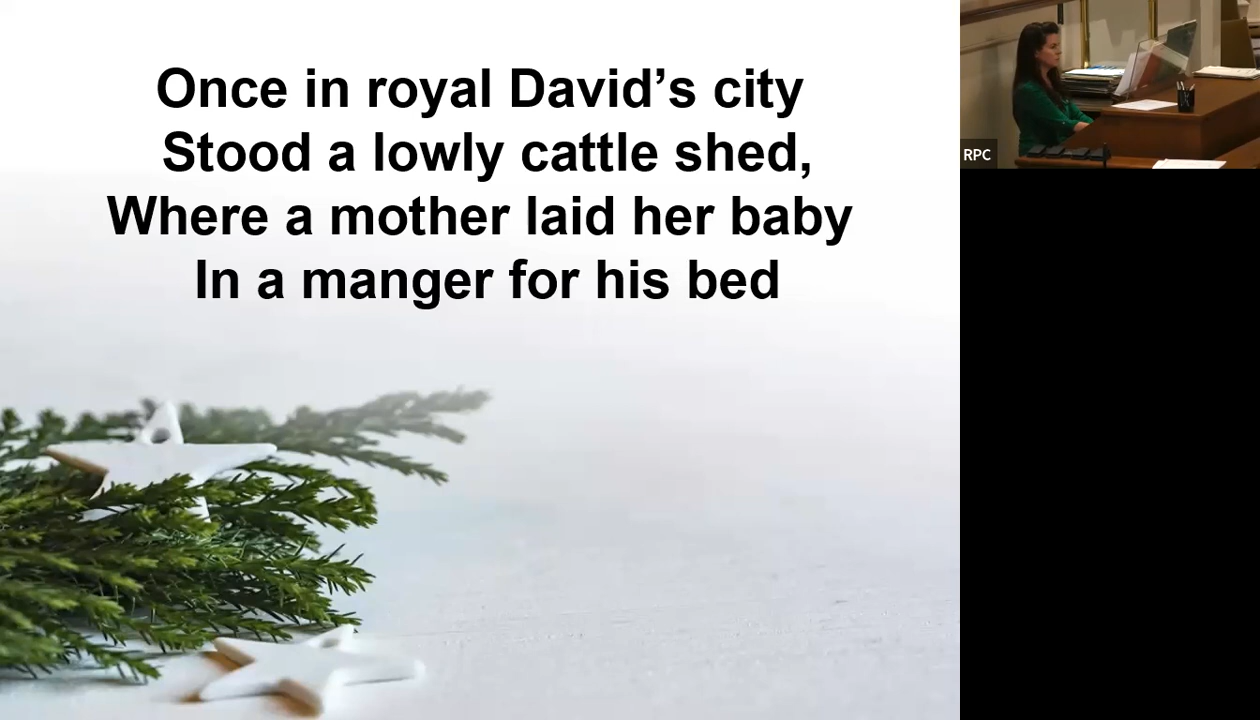 Once in royal David’s city
Stood a lowly cattle shed,
Where a mother laid her baby
In a manger for his bed
RPC